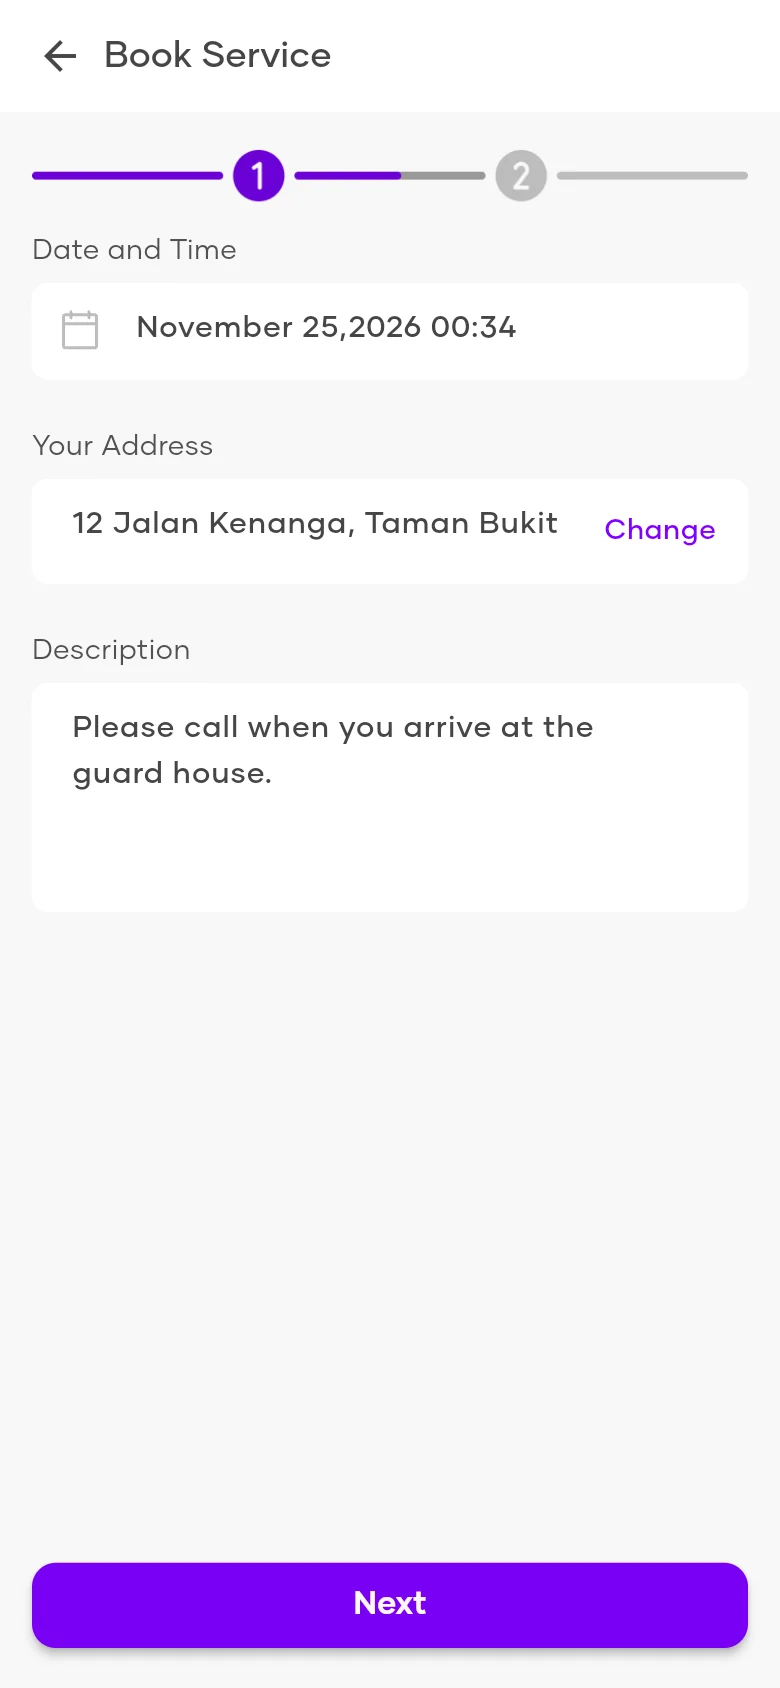 Book Service
1
2
Date and Time
November 25,2026 00:34
Your Address
12 Jalan Kenanga, Taman Bukit
Change
Description
Please call when you arrive at the
guard house.
Next